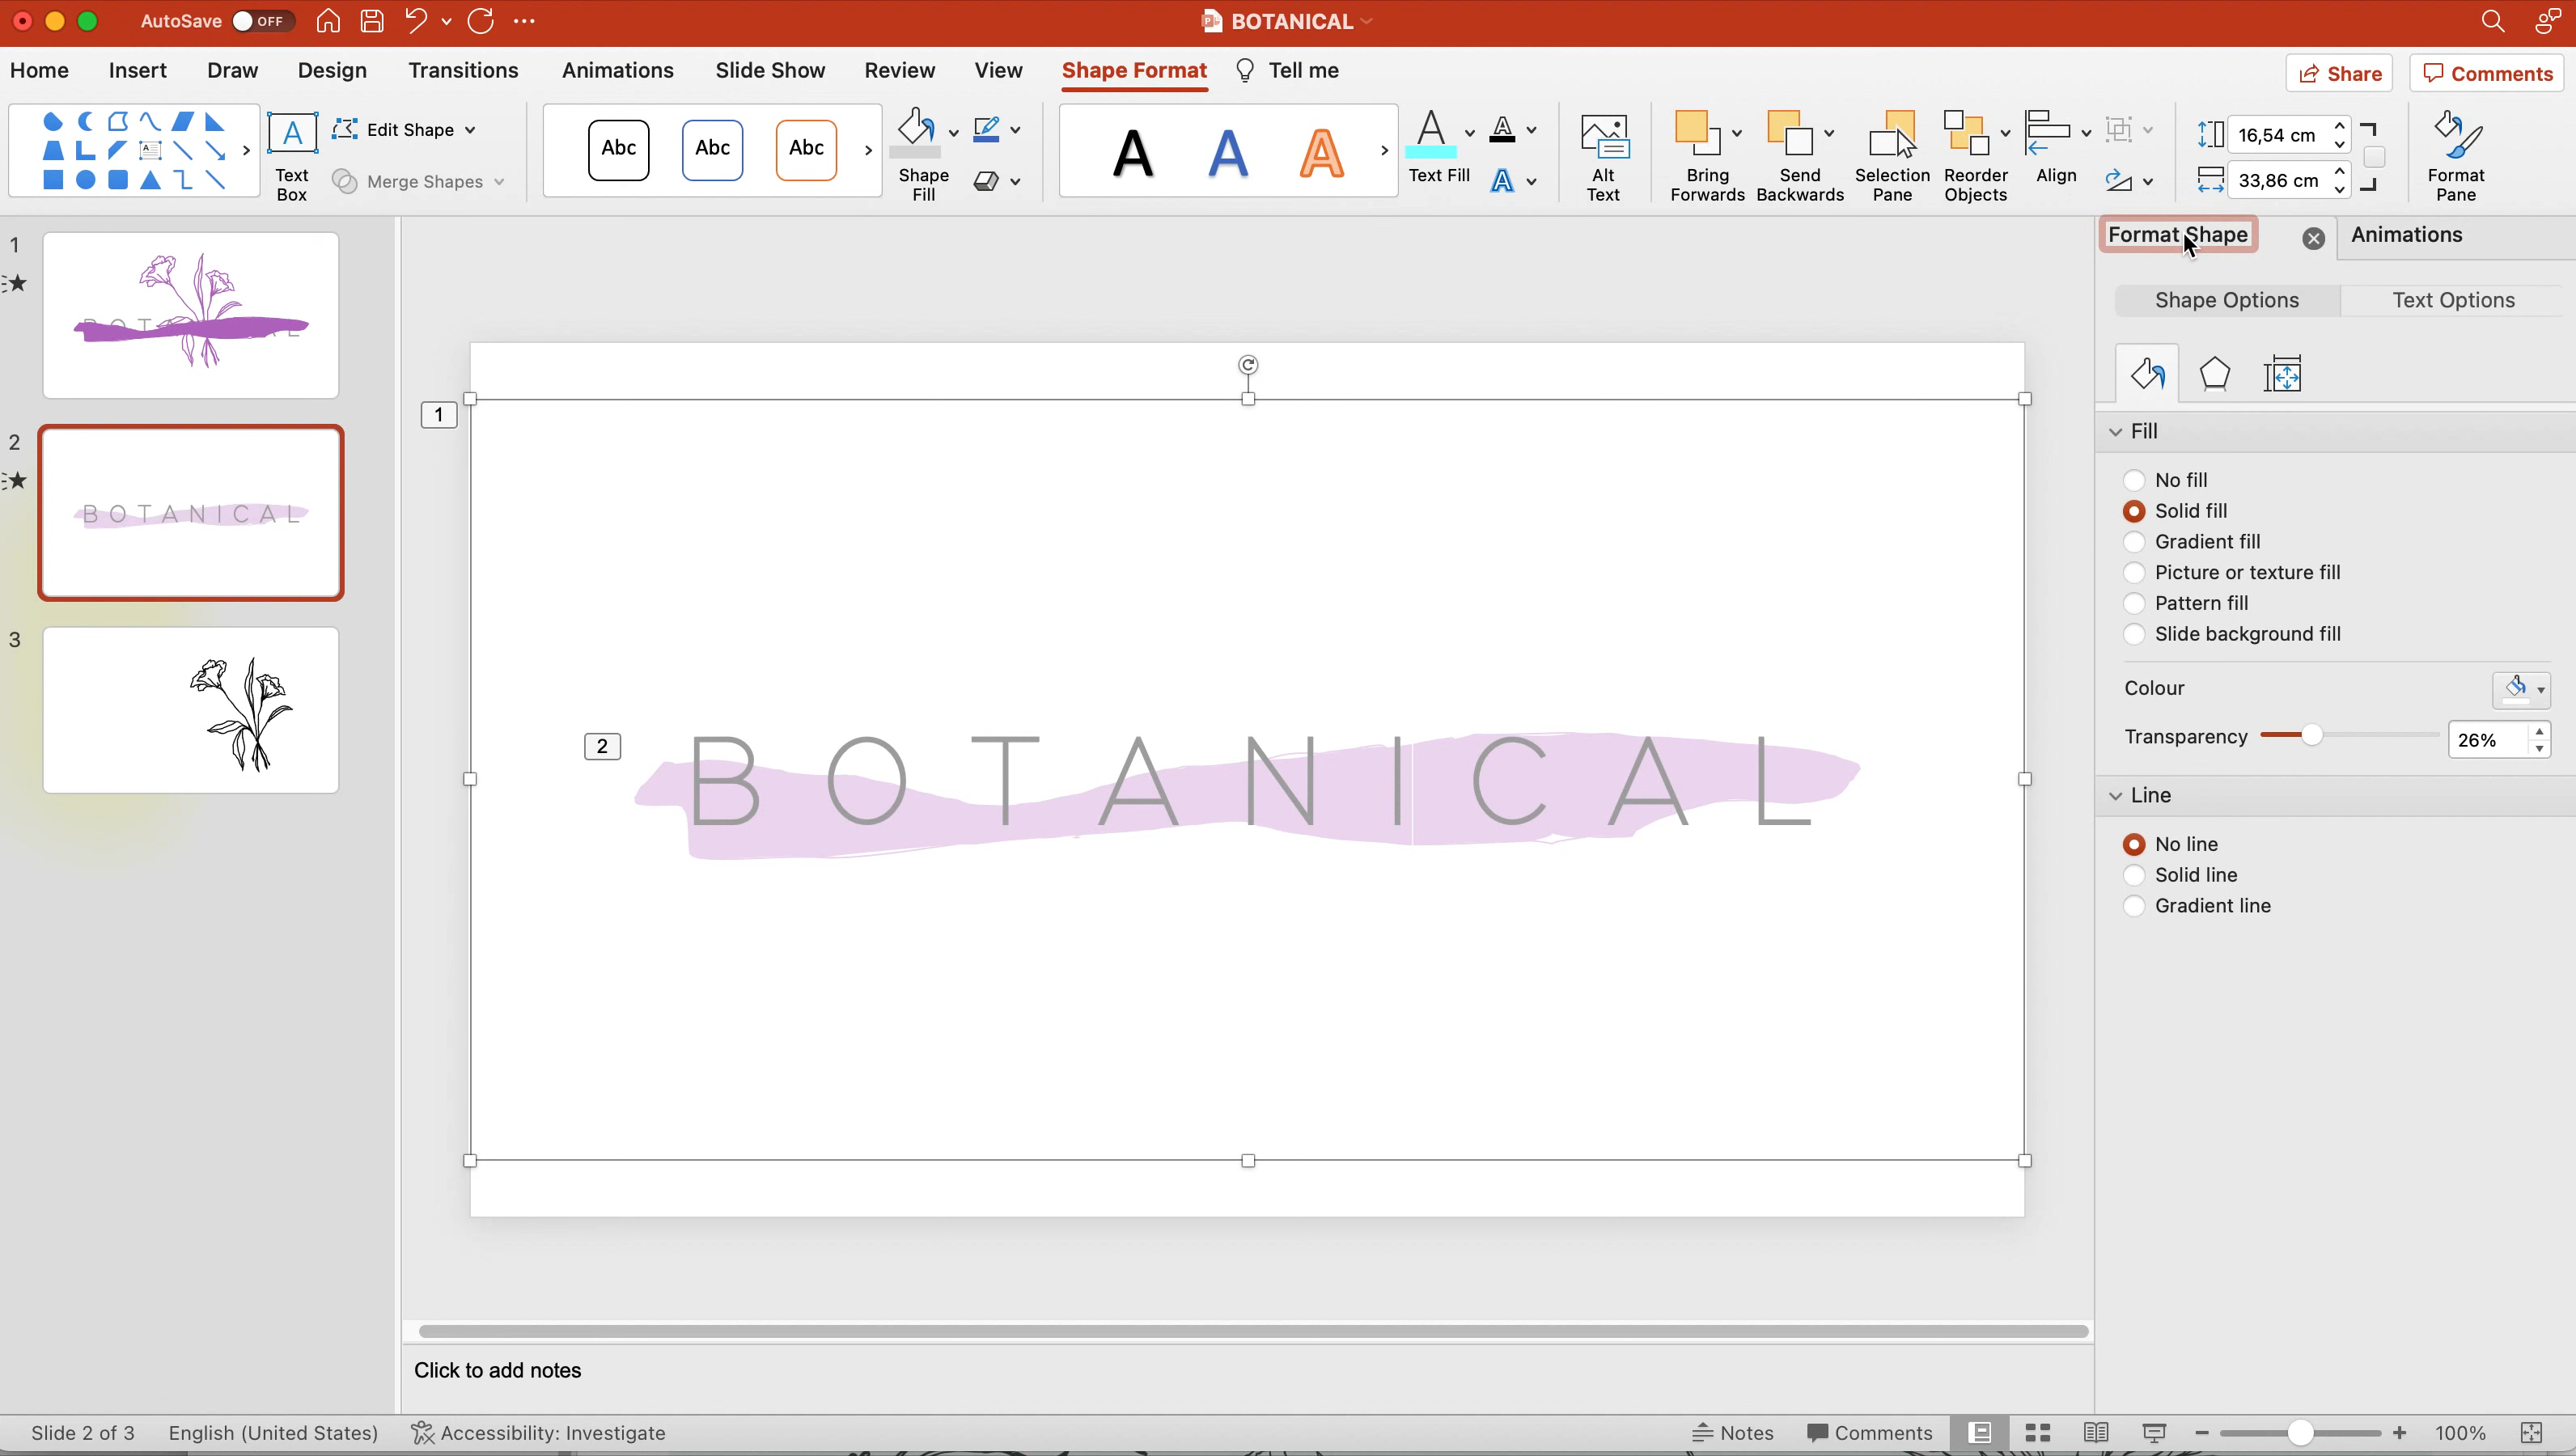 AutoSave OFF BOTANICAL
Home Insert Draw Design Transitions Animations Slide Show Review View Shape Format Tell me Share Comments
A Text Box
Edit Shape
Merge Shapes
Abc Abc Abc
Shape Fill
A A A
A Text Fill
A
A
Alt Text
Bring Forwards
Send Backwards
Selection Pane
Reorder Objects
Align
16,54 cm
33,86 cm
Format Pane
1
BOTANICAL
2
BOTANICAL
3
1
2
BOTANICAL
Format Shape Animations
Shape Options Text Options
Fill
No fill
Solid fill
Gradient fill
Picture or texture fill
Pattern fill
Slide background fill
Colour
Transparency 26%
Line
No line
Solid line
Gradient line
Click to add notes
Slide 2 of 3 English (United States) Accessibility: Investigate Notes Comments 100%